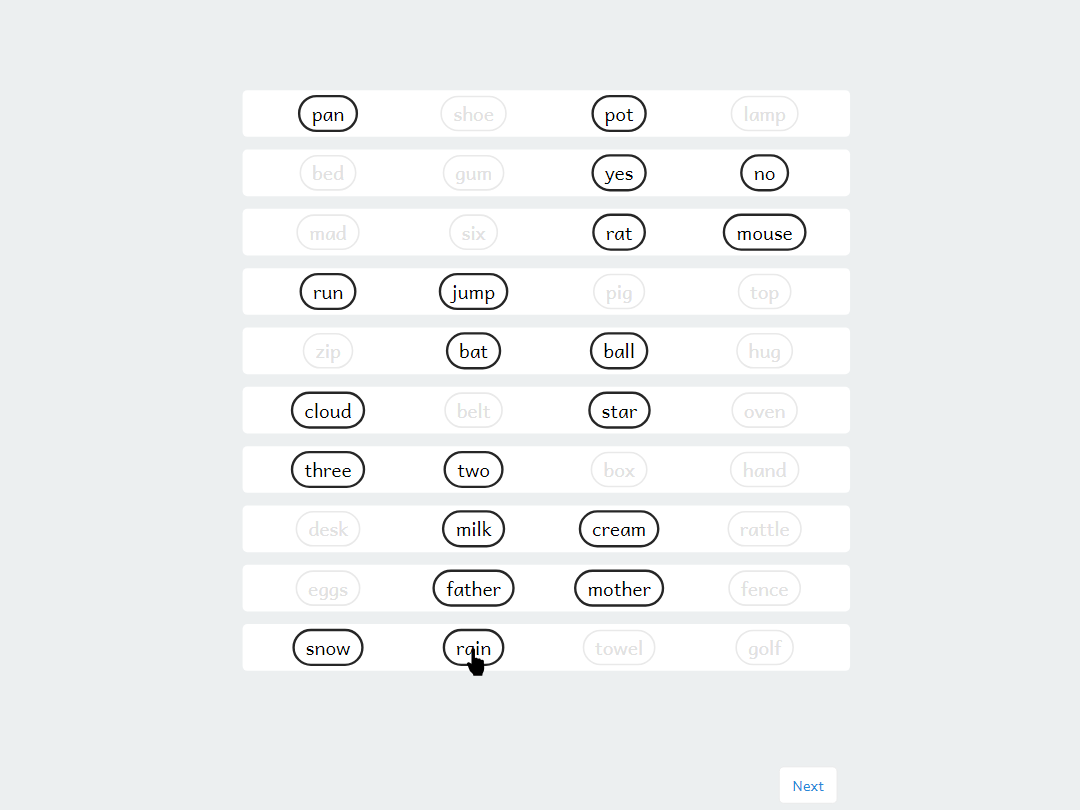 pan shoe pot lamp
bed gum yes no
mad six rat mouse
run jump pig top
zip bat ball hug
cloud belt star oven
three two box hand
desk milk cream rattle
eggs father mother fence
snow rain towel golf
Next